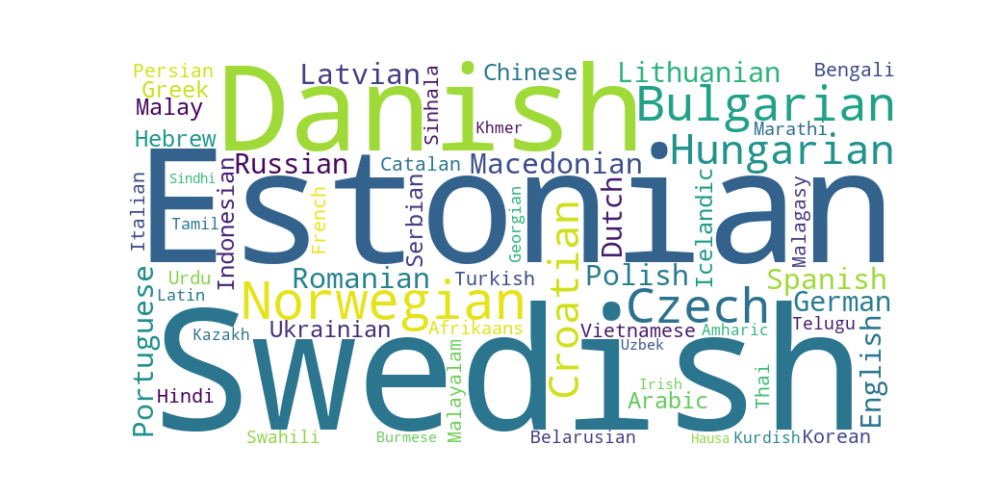 Persian
Greek
Malay
Hebrew
Danish
Latvian
Sinhala
Chinese
Khmer
Lithuanian
Bengali
Bulgarian
Marathi
Hungarian
Russian
Catalan
Macedonian
Estonian
Italian
Sindhi
Tamil
Indonesian
French
Serbian
Georgian
Croatian
Dutch
Icelandic
Malagasy
Portuguese
Urdu
Latin
Romanian
Turkish
Polish
Spanish
Norwegian
Czech
German
Kazakh
Ukrainian
Afrikaans
Vietnamese
Amharic
Telugu
Uzbek
Swedish
Hindi
Malayalam
Irish
Arabic
Thai
English
Swahili
Burmese
Belarusian
Hausa
Kurdish
Korean